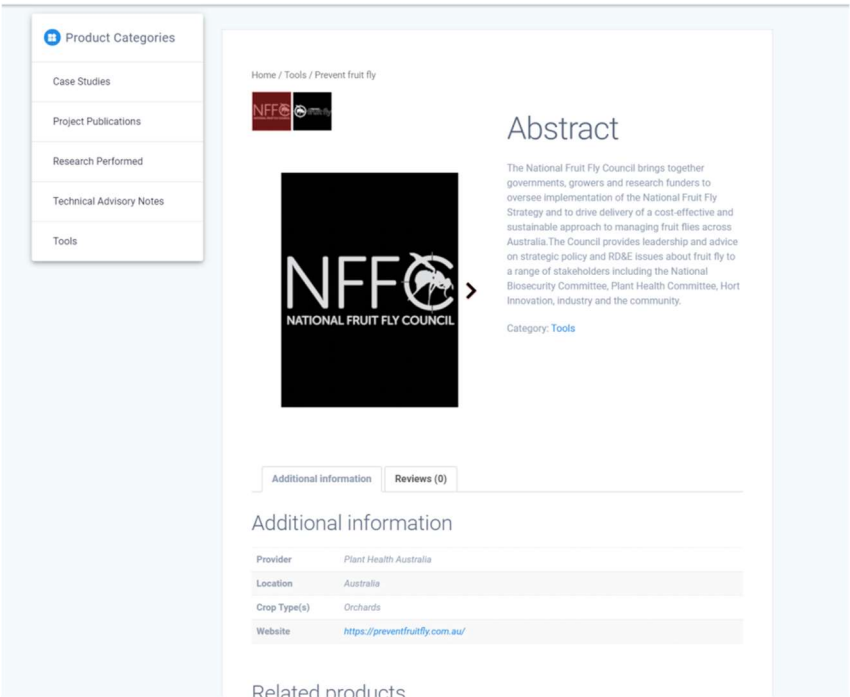 Product Categories
Case Studies
Project Publications
Research Performed
Technical Advisory Notes
Tools
Home / Tools / Prevent fruit fly
NFFC
NATIONAL FRUIT FLY COUNCIL
fruit fly
NFFC
NATIONAL FRUIT FLY COUNCIL
Abstract
The National Fruit Fly Council brings together
governments, growers and research funders to
oversee implementation of the National Fruit Fly
Strategy and to drive delivery of a cost-effective and
sustainable approach to managing fruit flies across
Australia.The Council provides leadership and advice
on strategic policy and RD&E issues about fruit fly to
a range of stakeholders including the National
Biosecurity Committee, Plant Health Committee, Hort
Innovation, industry and the community.
Category: Tools
Additional information
Reviews (0)
Additional information
Provider Plant Health Australia
Location Australia
Crop Type(s) Orchards
Website https://preventfruitfly.com.au/
Related products